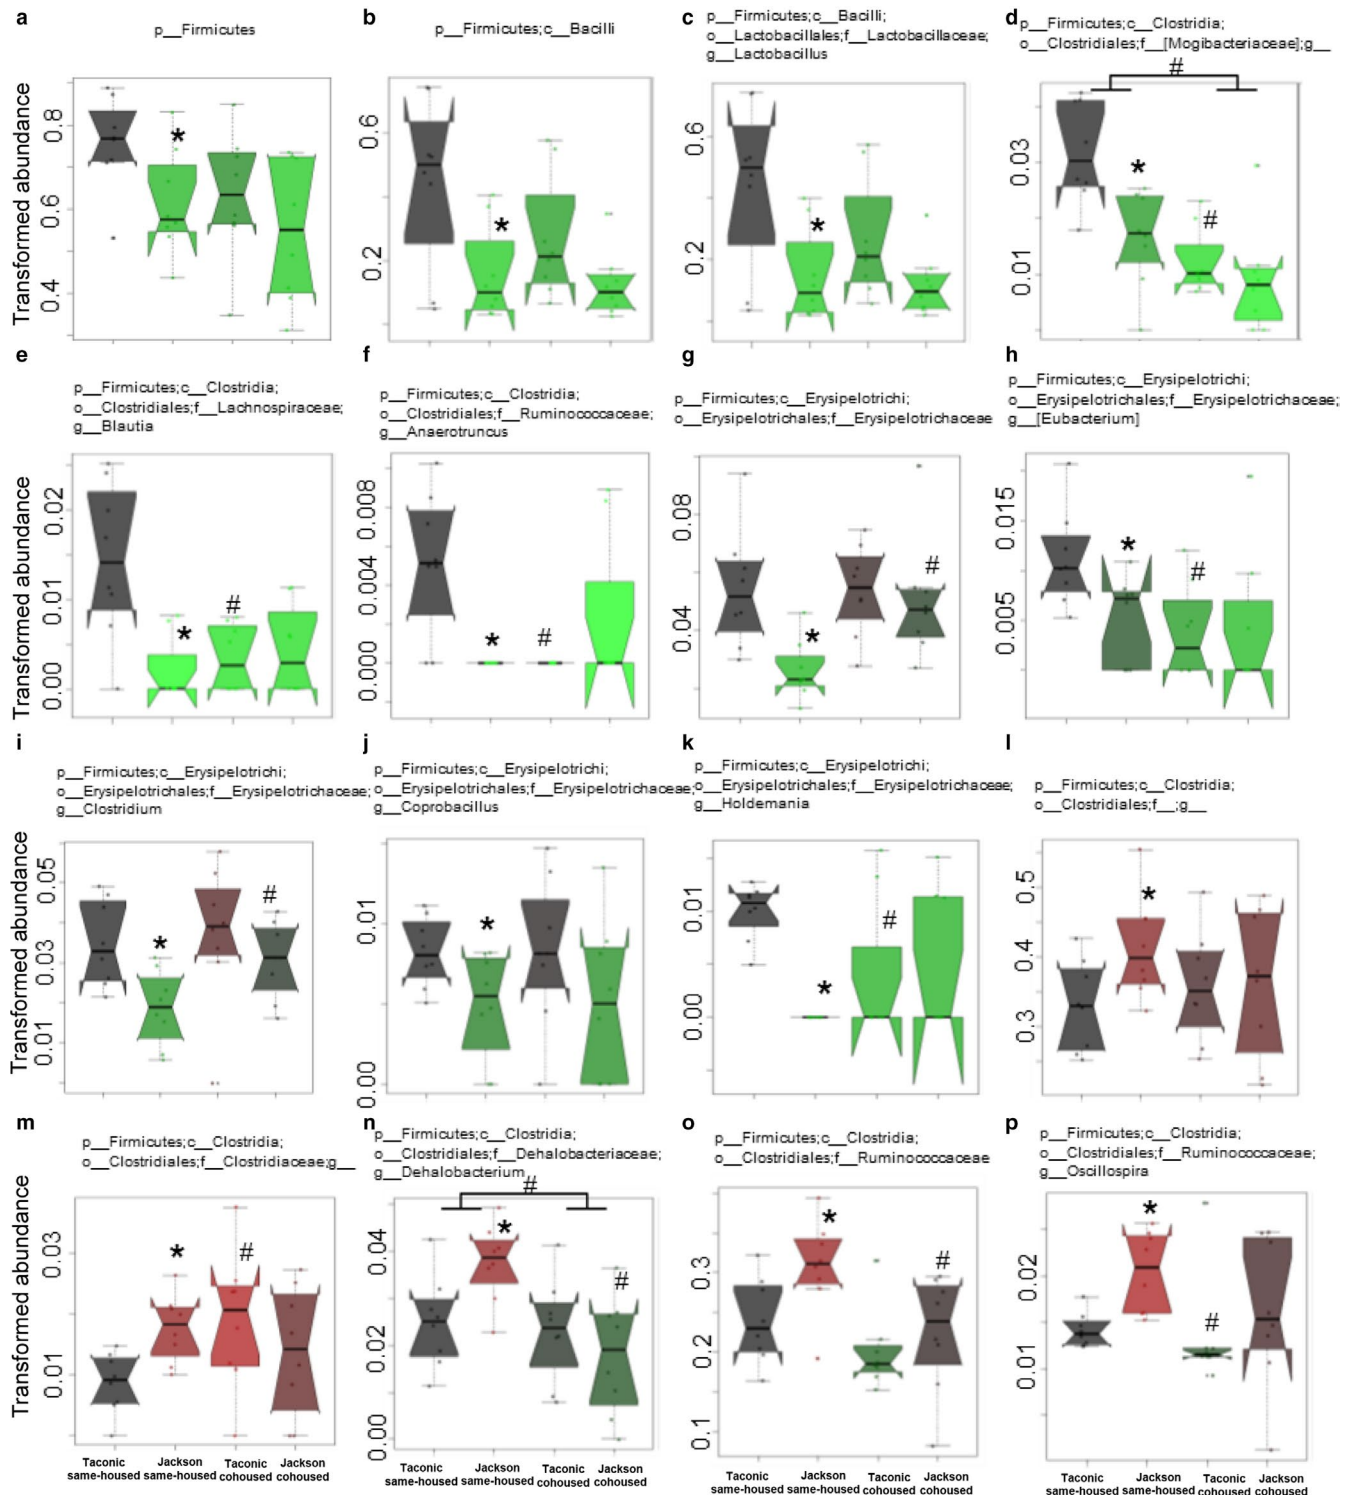 a
p__Firmicutes
b
p__Firmicutes;c__Bacilli
c
p__Firmicutes;c__Bacilli;
o__Lactobacillales;f__Lactobacillaceae;
g__Lactobacillus
d
p__Firmicutes;c__Clostridia;
o__Clostridiales;f__[Mogibacteriaceae];g__
Transformed abundance
0.8
0.6
0.4
*
0.6
0.2
*
0.6
0.2
*
#
0.03
0.01
*
#
e
p__Firmicutes;c__Clostridia;
o__Clostridiales;f__Lachnospiraceae;
g__Blautia
f
p__Firmicutes;c__Clostridia;
o__Clostridiales;f__Ruminococcaceae;
g__Anaerotruncus
g
p__Firmicutes;c__Erysipelotrichi;
o__Erysipelotrichales;f__Erysipelotrichaceae
h
p__Firmicutes;c__Erysipelotrichi;
o__Erysipelotrichales;f__Erysipelotrichaceae;
g__[Eubacterium]
Transformed abundance
0.02
0.01
0.00
*
#
0.008
0.004
0.000
*
#
0.08
0.04
*
#
0.015
0.005
*
#
i
p__Firmicutes;c__Erysipelotrichi;
o__Erysipelotrichales;f__Erysipelotrichaceae;
g__Clostridium
j
p__Firmicutes;c__Erysipelotrichi;
o__Erysipelotrichales;f__Erysipelotrichaceae;
g__Coprobacillus
k
p__Firmicutes;c__Erysipelotrichi;
o__Erysipelotrichales;f__Erysipelotrichaceae;
g__Holdemania
l
p__Firmicutes;c__Clostridia;
o__Clostridiales;f__;g__
Transformed abundance
0.05
0.03
0.01
*
#
0.01
0.00
*
0.01
0.00
*
#
0.5
0.4
0.3
*
m
p__Firmicutes;c__Clostridia;
o__Clostridiales;f__Clostridiaceae;g__
n
p__Firmicutes;c__Clostridia;
o__Clostridiales;f__Dehalobacteriaceae;
g__Dehalobacterium
o
p__Firmicutes;c__Clostridia;
o__Clostridiales;f__Ruminococcaceae
p
p__Firmicutes;c__Clostridia;
o__Clostridiales;f__Ruminococcaceae;
g__Oscillospira
Transformed abundance
0.03
0.01
*
#
#
0.04
0.02
0.00
*
#
0.3
0.2
0.1
*
#
0.02
0.01
*
#
Taconic same-housed
Jackson same-housed
Taconic cohoused
Jackson cohoused
Taconic same-housed
Jackson same-housed
Taconic cohoused
Jackson cohoused
Taconic same-housed
Jackson same-housed
Taconic cohoused
Jackson cohoused
Taconic same-housed
Jackson same-housed
Taconic cohoused
Jackson cohoused